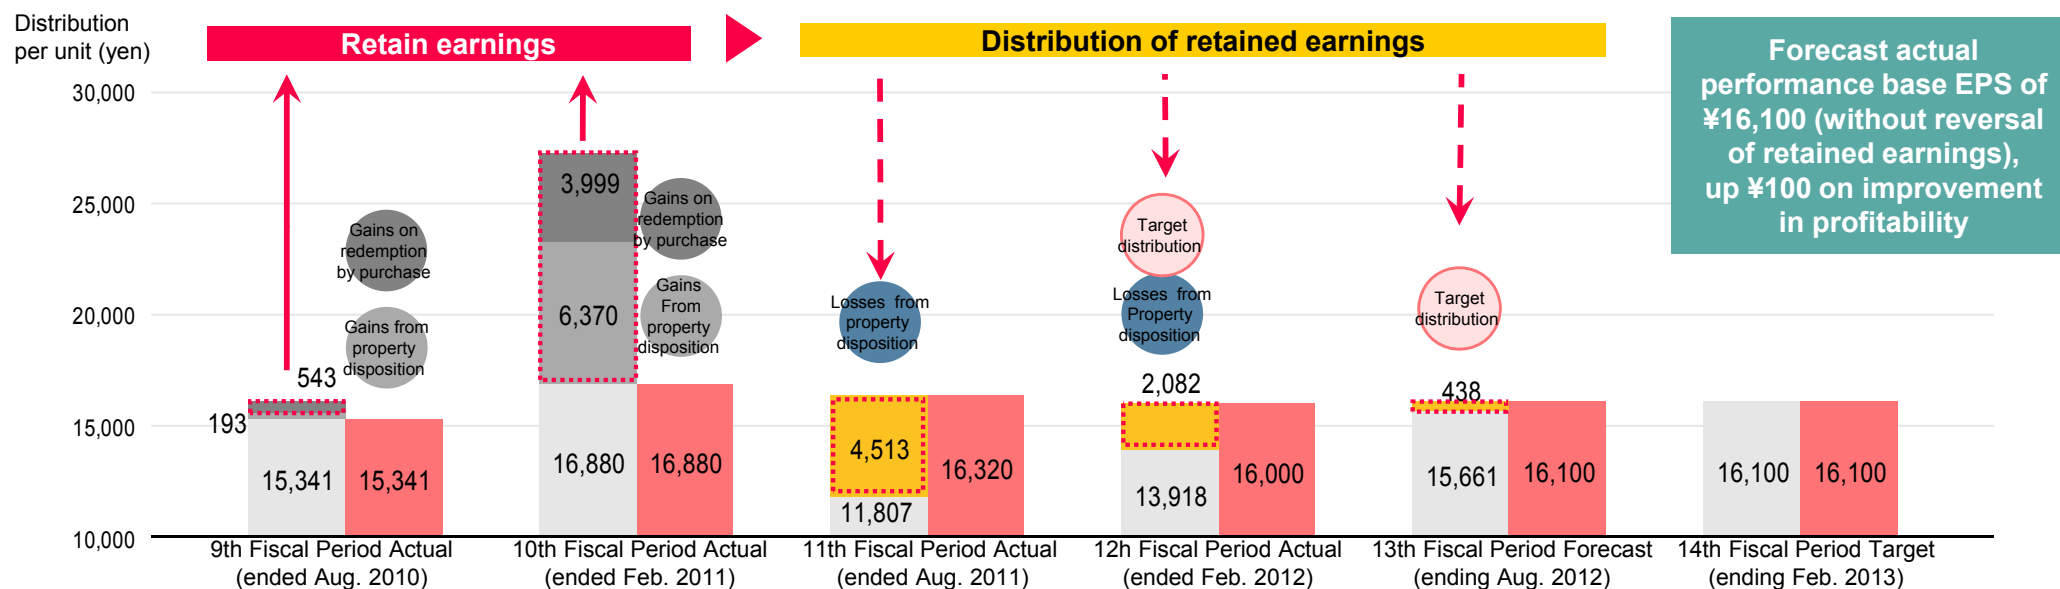 Distribution
per unit (yen)
Retain earnings
Distribution of retained earnings
Forecast actual
performance base EPS of
¥16,100 (without reversal
of retained earnings),
up ¥100 on improvement
in profitability
30,000
25,000
20,000
15,000
10,000
Gains on
redemption
by purchase
Gains from
property
disposition
543
193
15,341
15,341
3,999
6,370
Gains on
redemption
by purchase
Gains
From
property
disposition
16,880
16,880
Losses from
property
disposition
4,513
11,807
16,320
Target
distribution
Losses from
Property
disposition
2,082
13,918
16,000
Target
distribution
438
15,661
16,100
16,100
16,100
9th Fiscal Period Actual
(ended Aug. 2010)
10th Fiscal Period Actual
(ended Feb. 2011)
11th Fiscal Period Actual
(ended Aug. 2011)
12h Fiscal Period Actual
(ended Feb. 2012)
13th Fiscal Period Forecast
(ending Aug. 2012)
14th Fiscal Period Target
(ending Feb. 2013)